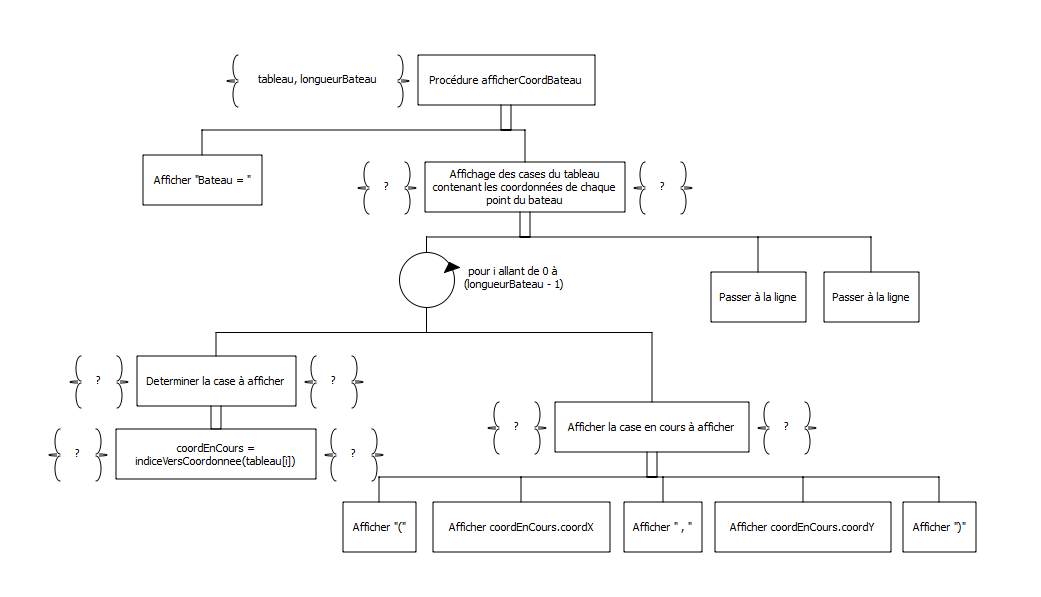 tableau, longueurBateau
Procédure afficherCoordBateau
Afficher "Bateau = "
?
Affichage des cases du tableau
contenant les coordonnées de chaque
point du bateau
?
pour i allant de 0 à
(longueurBateau - 1)
Passer à la ligne
Passer à la ligne
?
Determiner la case à afficher
?
?
coordEnCours =
indiceVersCoordonnee(tableau[i])
?
?
Afficher la case en cours à afficher
?
Afficher "("
Afficher coordEnCours.coordX
Afficher " , "
Afficher coordEnCours.coordY
Afficher ")"